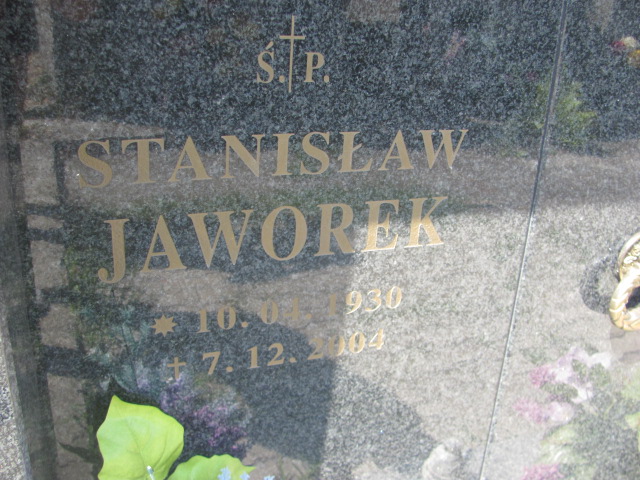 Ś.†P.
STANISŁAW
JAWOREK
* 10.04.1930
† 7.12.2004